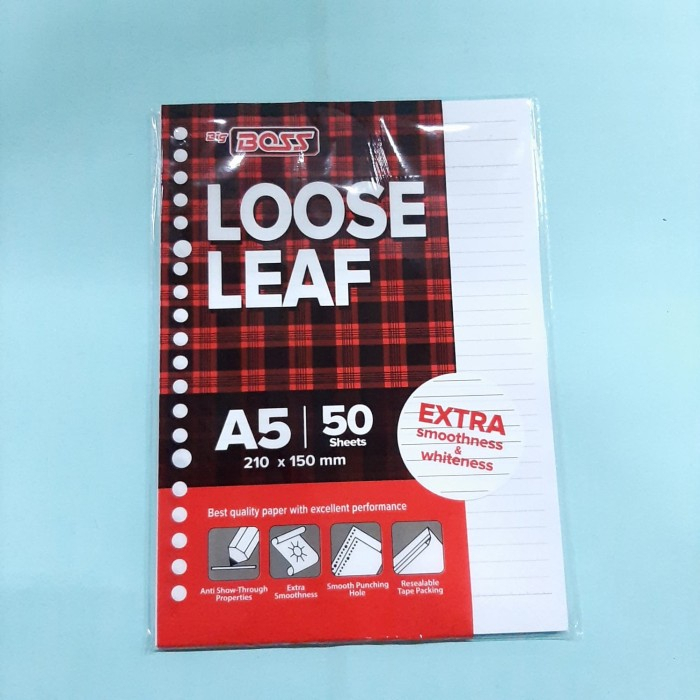 Big BOSS
LOOSE
LEAF
A5
50
Sheets
210 x 150 mm
EXTRA
smoothness
&
whiteness
Best quality paper with excellent performance
Anti Show-Through
Properties
Extra
Smoothness
Smooth Punching
Hole
Resealable
Tape Packing